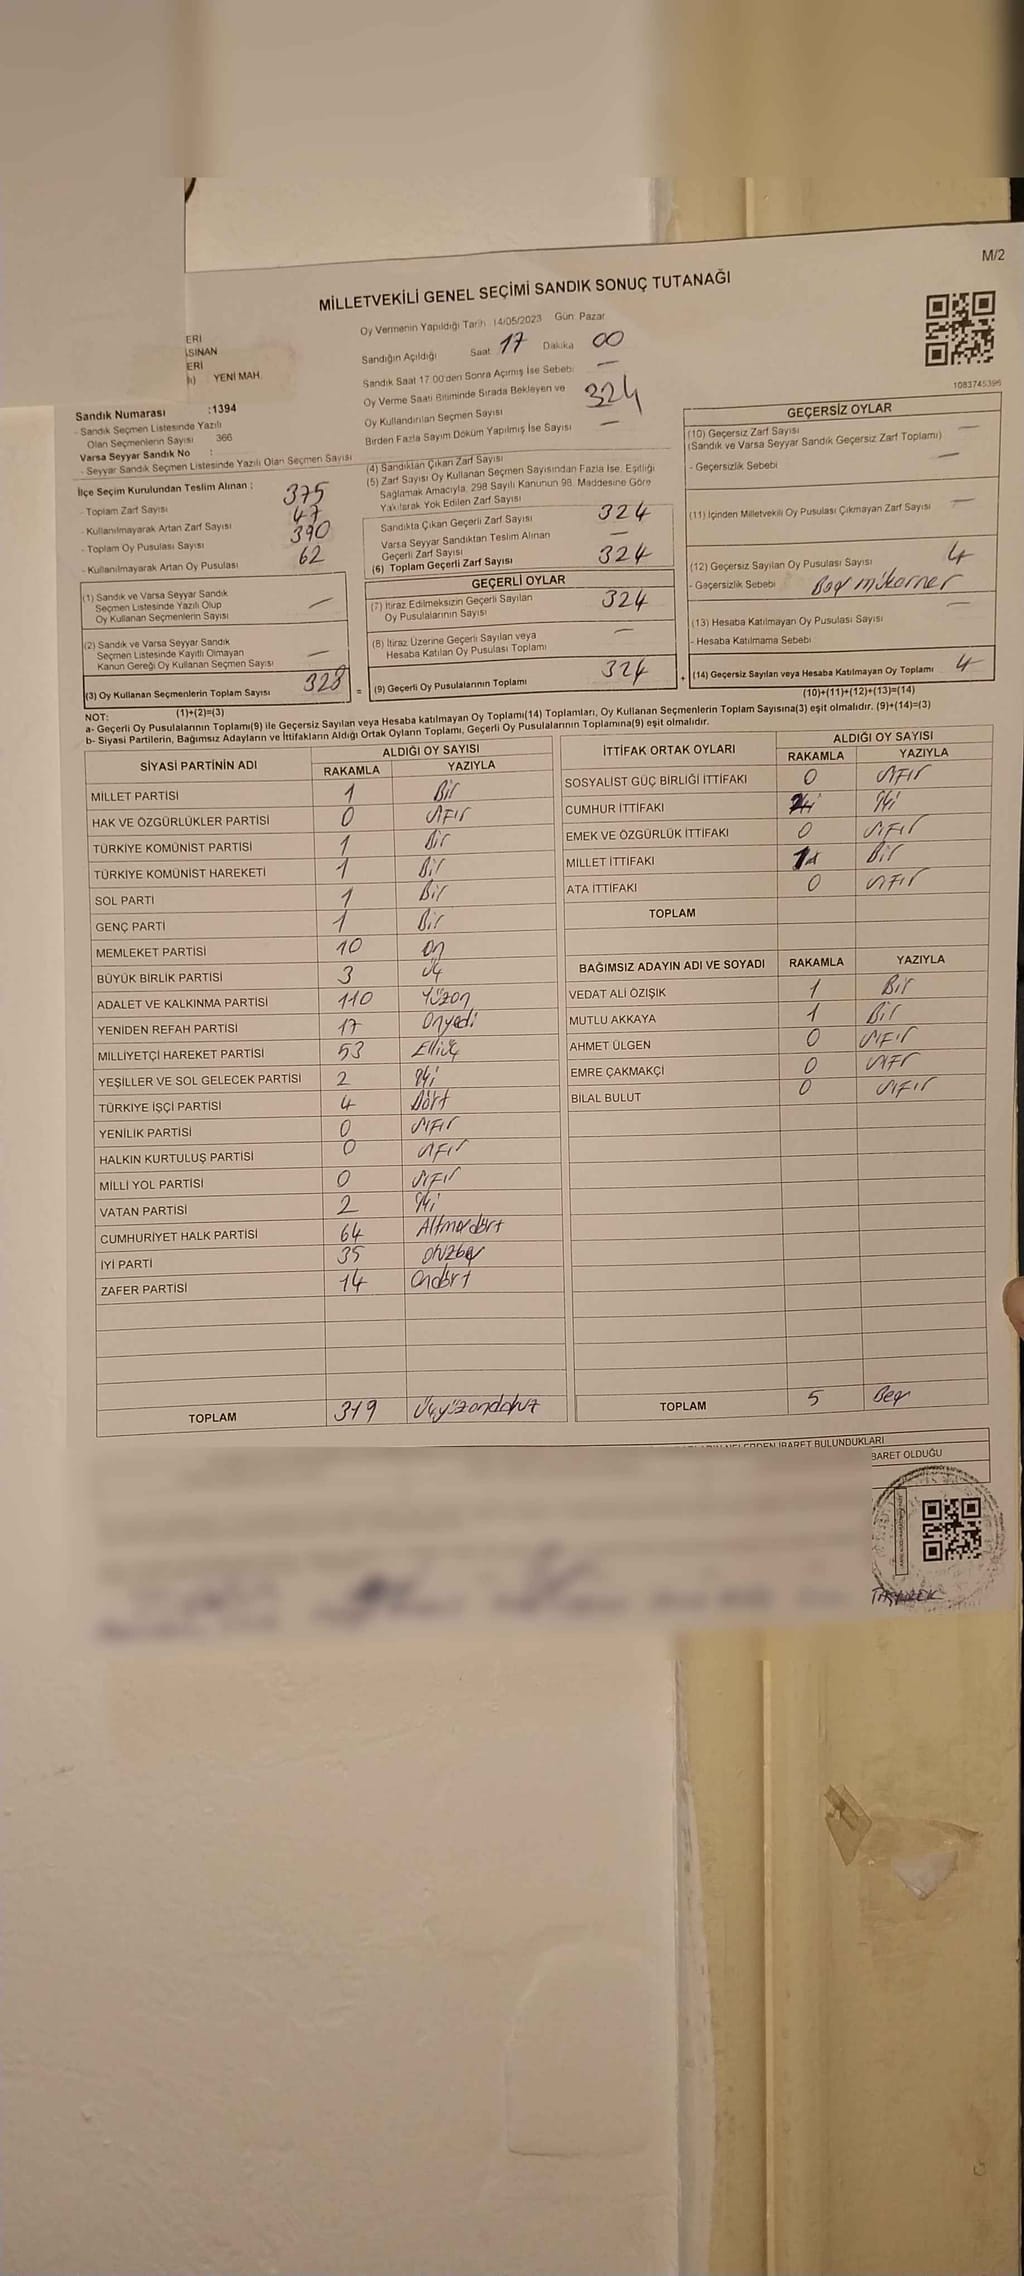 M/2
MİLLETVEKİLİ GENEL SEÇİMİ SANDIK SONUÇ TUTANAĞI
Oy Vermenin Yapıldığı Tarih 14/05/2023 Gün: Pazar
Sandığın Açıldığı Saat 17 Dakika 00
Sandık Saat 17:00'den Sonra Açımış İse Sebebi —
Oy Verme Saati Bitiminde Sırada Bekleyen ve
Oy Kullandırılan Seçmen Sayısı 324
Birden Fazla Sayım Döküm Yapılmış İse Sayısı —
ERİ
ASINAN
ERİ
YENİ MAH.
Sandık Numarası :1394
- Sandık Seçmen Listesinde Yazılı
Olan Seçmenlerin Sayısı 366
Varsa Seyyar Sandık No :
- Seyyar Sandık Seçmen Listesinde Yazılı Olan Seçmen Sayısı
İlçe Seçim Kurulundan Teslim Alınan :
- Toplam Zarf Sayısı 375
- Kullanılmayarak Artan Zarf Sayısı 47
- Toplam Oy Pusulası Sayısı 390
- Kullanılmayarak Artan Oy Pusulası 62
(1) Sandık ve Varsa Seyyar Sandık
Seçmen Listesinde Yazılı Olup
Oy Kullanan Seçmenlerin Sayısı —
(2) Sandık ve Varsa Seyyar Sandık
Seçmen Listesinde Kayıtlı Olmayan
Kanun Gereği Oy Kullanan Seçmen Sayısı —
(3) Oy Kullanan Seçmenlerin Toplam Sayısı 328 =
(1)+(2)=(3)
(4) Sandıktan Çıkan Zarf Sayısı
(5) Zarf Sayısı Oy Kullanan Seçmen Sayısından Fazla İse, Eşitliği
Sağlamak Amacıyla, 298 Sayılı Kanunun 98. Maddesine Göre
Yakılarak Yok Edilen Zarf Sayısı
Sandıkta Çıkan Geçerli Zarf Sayısı 324
Varsa Seyyar Sandıktan Teslim Alınan
Geçerli Zarf Sayısı —
(6) Toplam Geçerli Zarf Sayısı 324
GEÇERLİ OYLAR
(7) İtiraz Edilmeksizin Geçerli Sayılan
Oy Pusulalarının Sayısı 324
(8) İtiraz Üzerine Geçerli Sayılan veya
Hesaba Katılan Oy Pusulası Toplamı —
(9) Geçerli Oy Pusulalarının Toplamı 324 +
1083745396
GEÇERSİZ OYLAR
(10) Geçersiz Zarf Sayısı —
(Sandık ve Varsa Seyyar Sandık Geçersiz Zarf Toplamı)
- Geçersizlik Sebebi —
(11) İçinden Milletvekili Oy Pusulası Çıkmayan Zarf Sayısı —
(12) Geçersiz Sayılan Oy Pusulası Sayısı 4
- Geçersizlik Sebebi Boş mükerrer
(13) Hesaba Katılmayan Oy Pusulası Sayısı —
- Hesaba Katılmama Sebebi
(14) Geçersiz Sayılan veya Hesaba Katılmayan Oy Toplamı 4
(10)+(11)+(12)+(13)=(14)
NOT:
a- Geçerli Oy Pusulalarının Toplamı(9) ile Geçersiz Sayılan veya Hesaba katılmayan Oy Toplamı(14) Toplamları, Oy Kullanan Seçmenlerin Toplam Sayısına(3) eşit olmalıdır. (9)+(14)=(3)
b- Siyasi Partilerin, Bağımsız Adayların ve İttifakların Aldığı Ortak Oyların Toplamı, Geçerli Oy Pusulalarının Toplamına(9) eşit olmalıdır.
SİYASİ PARTİNİN ADI ALDIĞI OY SAYISI
RAKAMLA YAZIYLA
MİLLET PARTİSİ 1 Bir
HAK VE ÖZGÜRLÜKLER PARTİSİ 0 sıfır
TÜRKİYE KOMÜNİST PARTİSİ 1 Bir
TÜRKİYE KOMÜNİST HAREKETİ 1 Bir
SOL PARTİ 1 Bir
GENÇ PARTİ 1 Bir
MEMLEKET PARTİSİ 10 on
BÜYÜK BİRLİK PARTİSİ 3 üç
ADALET VE KALKINMA PARTİSİ 110 Yüzon
YENİDEN REFAH PARTİSİ 17 Onyedi
MİLLİYETÇİ HAREKET PARTİSİ 53 Elliüç
YEŞİLLER VE SOL GELECEK PARTİSİ 2 İki
TÜRKİYE İŞÇİ PARTİSİ 4 Dört
YENİLİK PARTİSİ 0 sıfır
HALKIN KURTULUŞ PARTİSİ 0 sıfır
MİLLİ YOL PARTİSİ 0 sıfır
VATAN PARTİSİ 2 İki
CUMHURİYET HALK PARTİSİ 64 Altmışdört
İYİ PARTİ 35 otuzbeş
ZAFER PARTİSİ 14 Ondört
TOPLAM 319 Üçyüzondokuz
İTTİFAK ORTAK OYLARI ALDIĞI OY SAYISI
RAKAMLA YAZIYLA
SOSYALİST GÜÇ BİRLİĞİ İTTİFAKI 0 sıfır
CUMHUR İTTİFAKI 2 İki
EMEK VE ÖZGÜRLÜK İTTİFAKI 0 sıfır
MİLLET İTTİFAKI 1 Bir
ATA İTTİFAKI 0 sıfır
TOPLAM
BAĞIMSIZ ADAYIN ADI VE SOYADI RAKAMLA YAZIYLA
VEDAT ALİ ÖZIŞIK 1 Bir
MUTLU AKKAYA 1 Bir
AHMET ÜLGEN 0 sıfır
EMRE ÇAKMAKÇI 0 sıfır
BİLAL BULUT 0 sıfır
TOPLAM 5 Beş
İBARET BULUNDUKLARI
BARET OLDUĞU